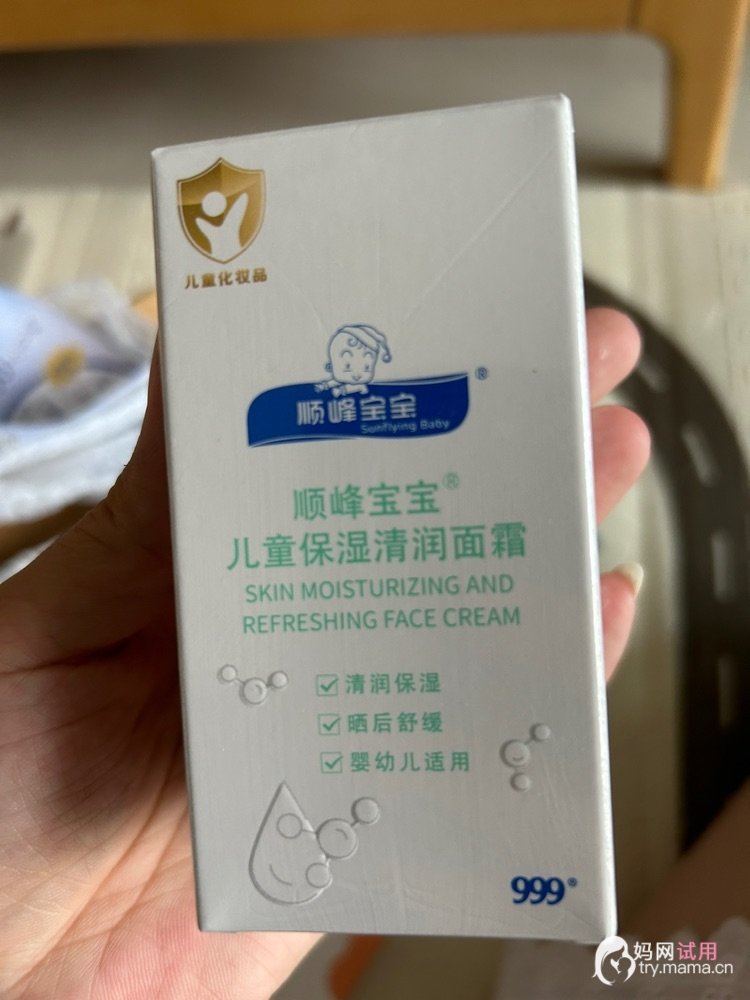 儿童化妆品
顺峰宝宝®
Sunflying Baby
顺峰宝宝®
儿童保湿清润面霜
SKIN MOISTURIZING AND
REFRESHING FACE CREAM
清润保湿
晒后舒缓
婴幼儿适用
999®
妈网试用
try.mama.cn